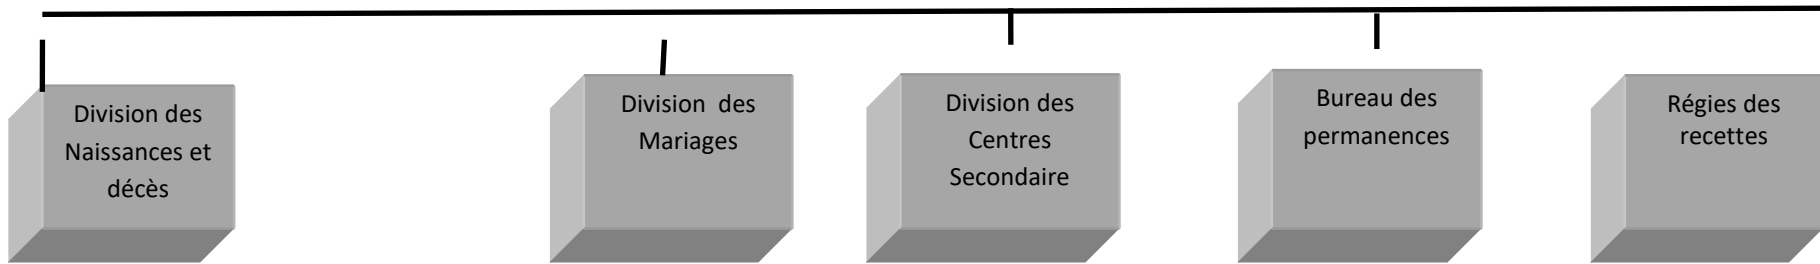 Division des
Naissances et
décès
Division des
Mariages
Division des
Centres
Secondaire
Bureau des
permanences
Régies des
recettes